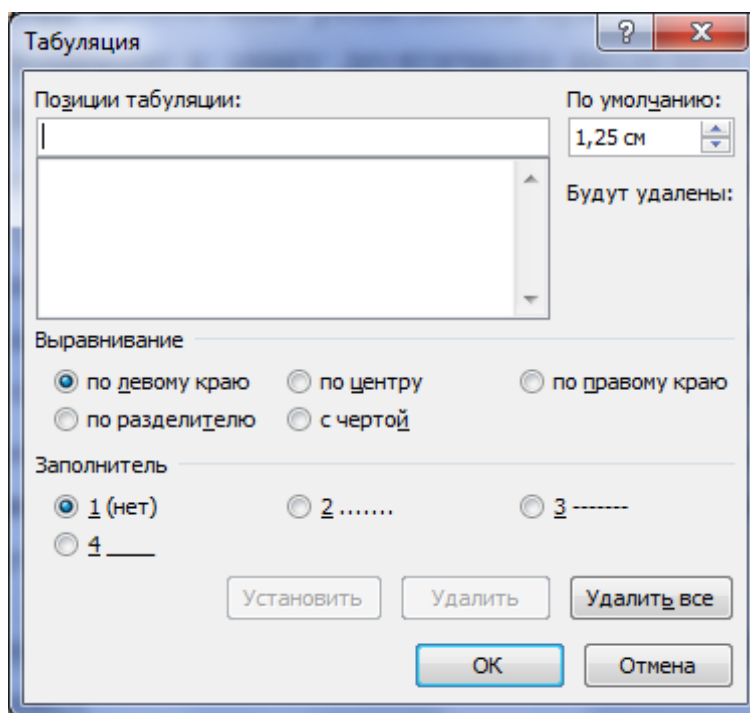 Табуляция
Позиции табуляции: По умолчанию:
1,25 см
Будут удалены:
Выравнивание
по левому краю по центру по правому краю
по разделителю с чертой
Заполнитель
1 (нет) 2 ....... 3 -------
4 ____
Установить Удалить Удалить все
ОК Отмена